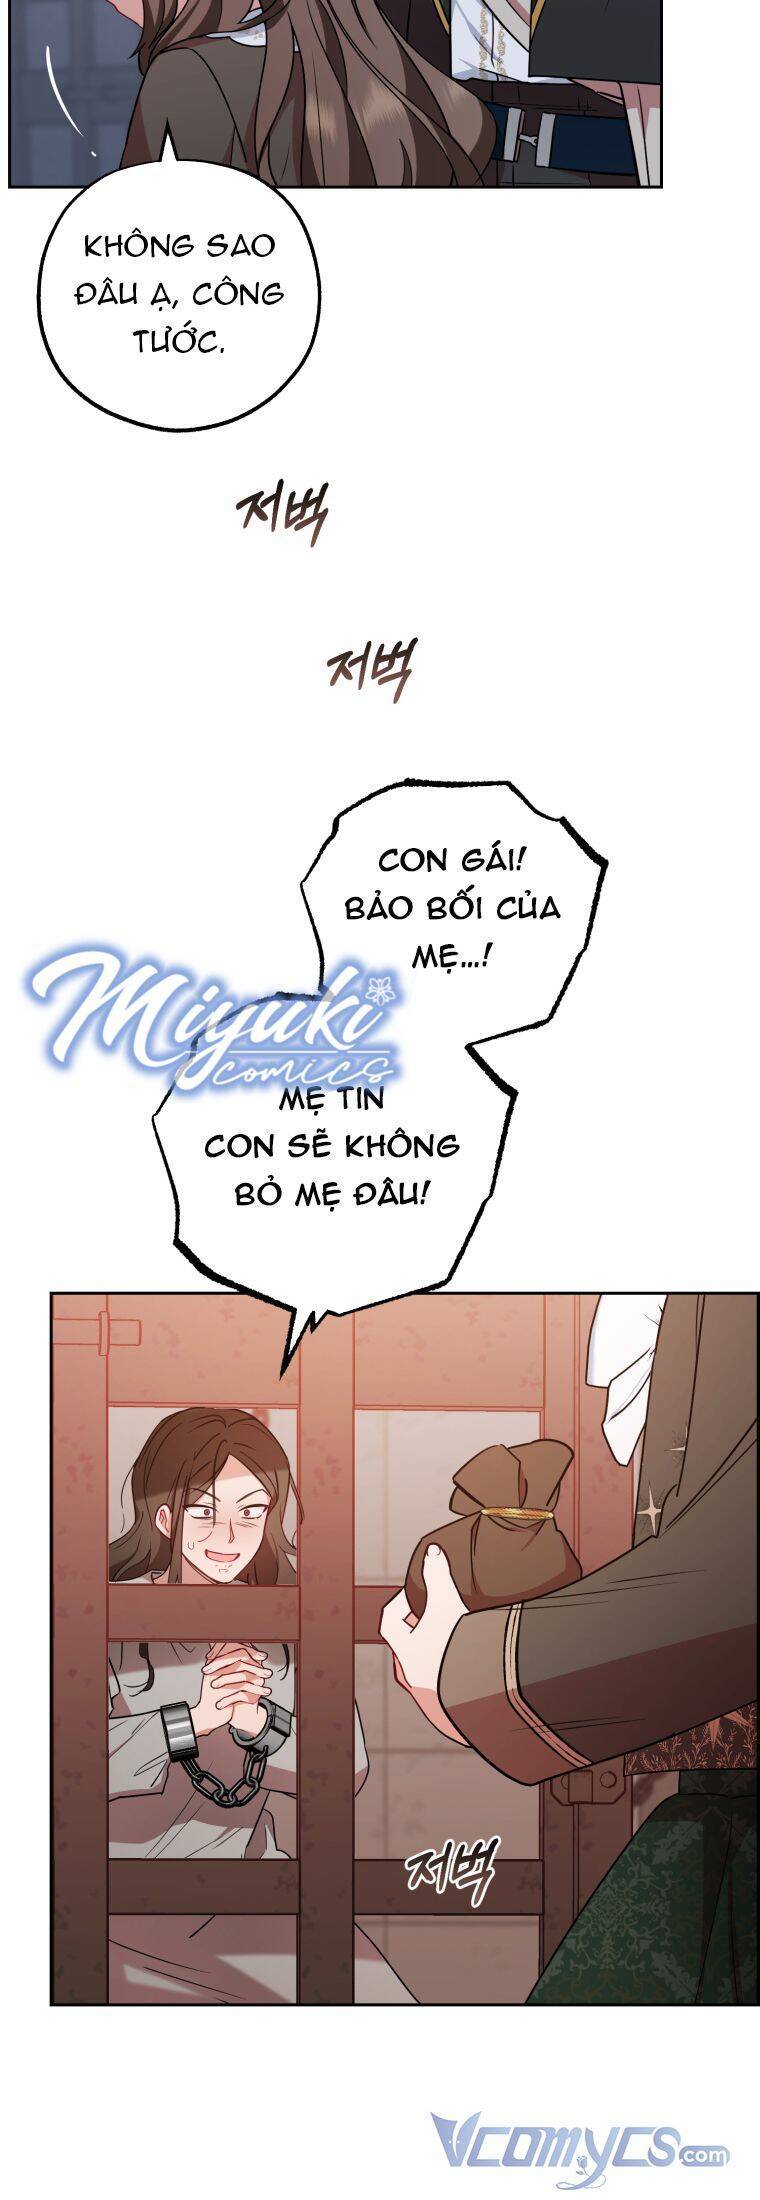 KHÔNG SAO
ĐÂU Ạ, CÔNG
TƯỚC.
저벅
저벅
CON GÁI!
BẢO BỐI CỦA
MẸ...!
Miyuki
comics
MẸ TIN
CON SẼ KHÔNG
BỎ MẸ ĐÂU!
저벅
VCOMYCS.com